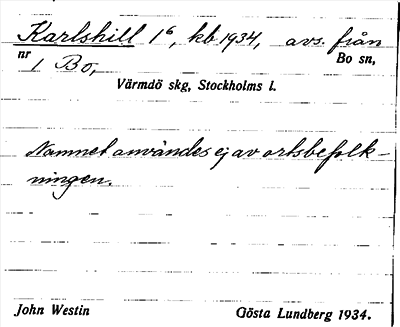 Karlshill 1⁶, kb 1934, avs. från
nr 1 Bo, Bo sn,
Värmdö skg, Stockholms l.
Namnet användes ej av ortsbefolk-
ningen.
John Westin Gösta Lundberg 1934.